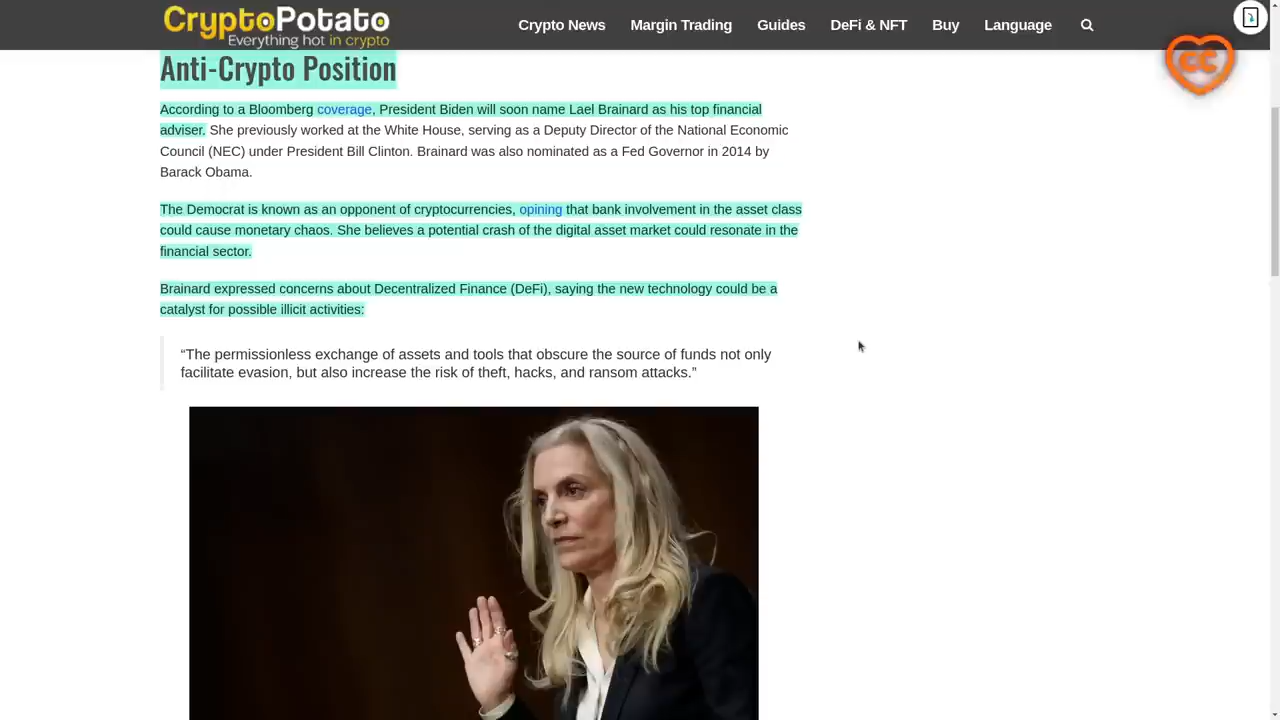 CryptoPotato
Everything hot in crypto
Crypto News
Margin Trading
Guides
DeFi & NFT
Buy
Language
CC
Anti-Crypto Position
According to a Bloomberg coverage, President Biden will soon name Lael Brainard as his top financial
adviser. She previously worked at the White House, serving as a Deputy Director of the National Economic
Council (NEC) under President Bill Clinton. Brainard was also nominated as a Fed Governor in 2014 by
Barack Obama.
The Democrat is known as an opponent of cryptocurrencies, opining that bank involvement in the asset class
could cause monetary chaos. She believes a potential crash of the digital asset market could resonate in the
financial sector.
Brainard expressed concerns about Decentralized Finance (DeFi), saying the new technology could be a
catalyst for possible illicit activities:
“The permissionless exchange of assets and tools that obscure the source of funds not only
facilitate evasion, but also increase the risk of theft, hacks, and ransom attacks.”